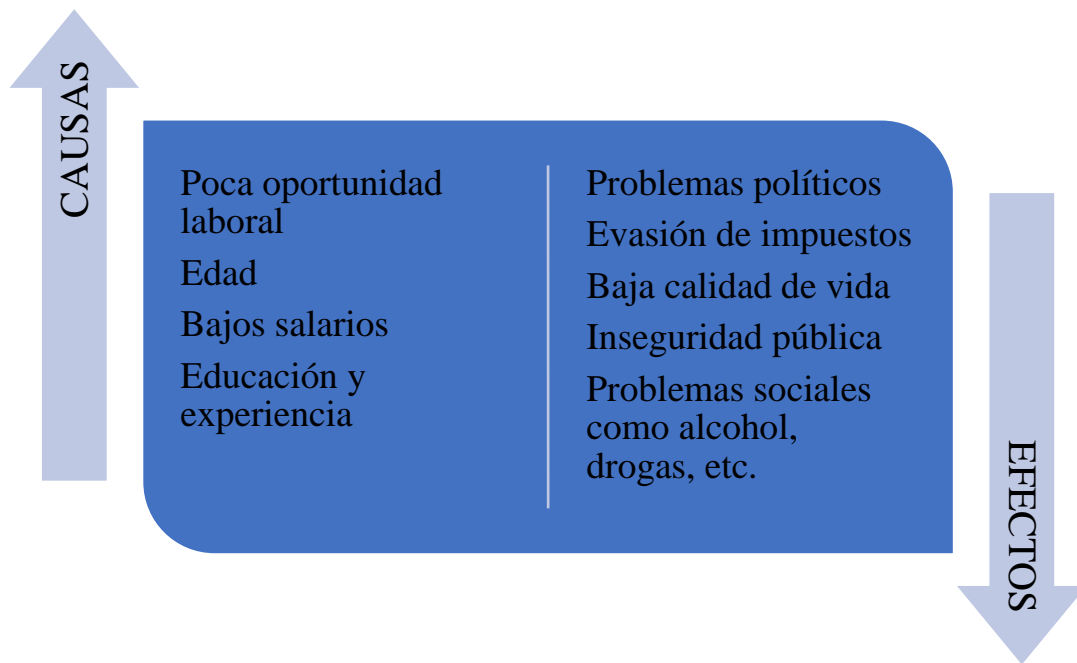 CAUSAS
Poca oportunidad
laboral
Edad
Bajos salarios
Educación y
experiencia
Problemas políticos
Evasión de impuestos
Baja calidad de vida
Inseguridad pública
Problemas sociales
como alcohol,
drogas, etc.
EFECTOS